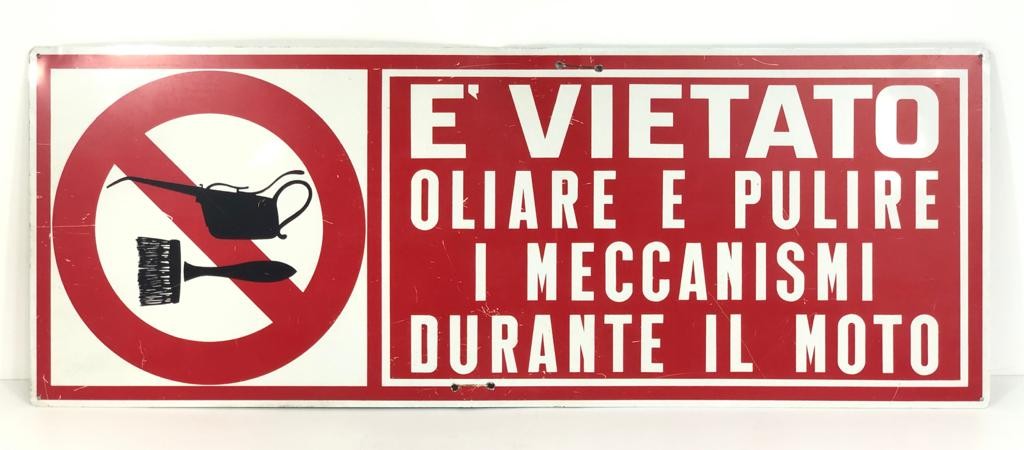 E' VIETATO
OLIARE E PULIRE
I MECCANISMI
DURANTE IL MOTO